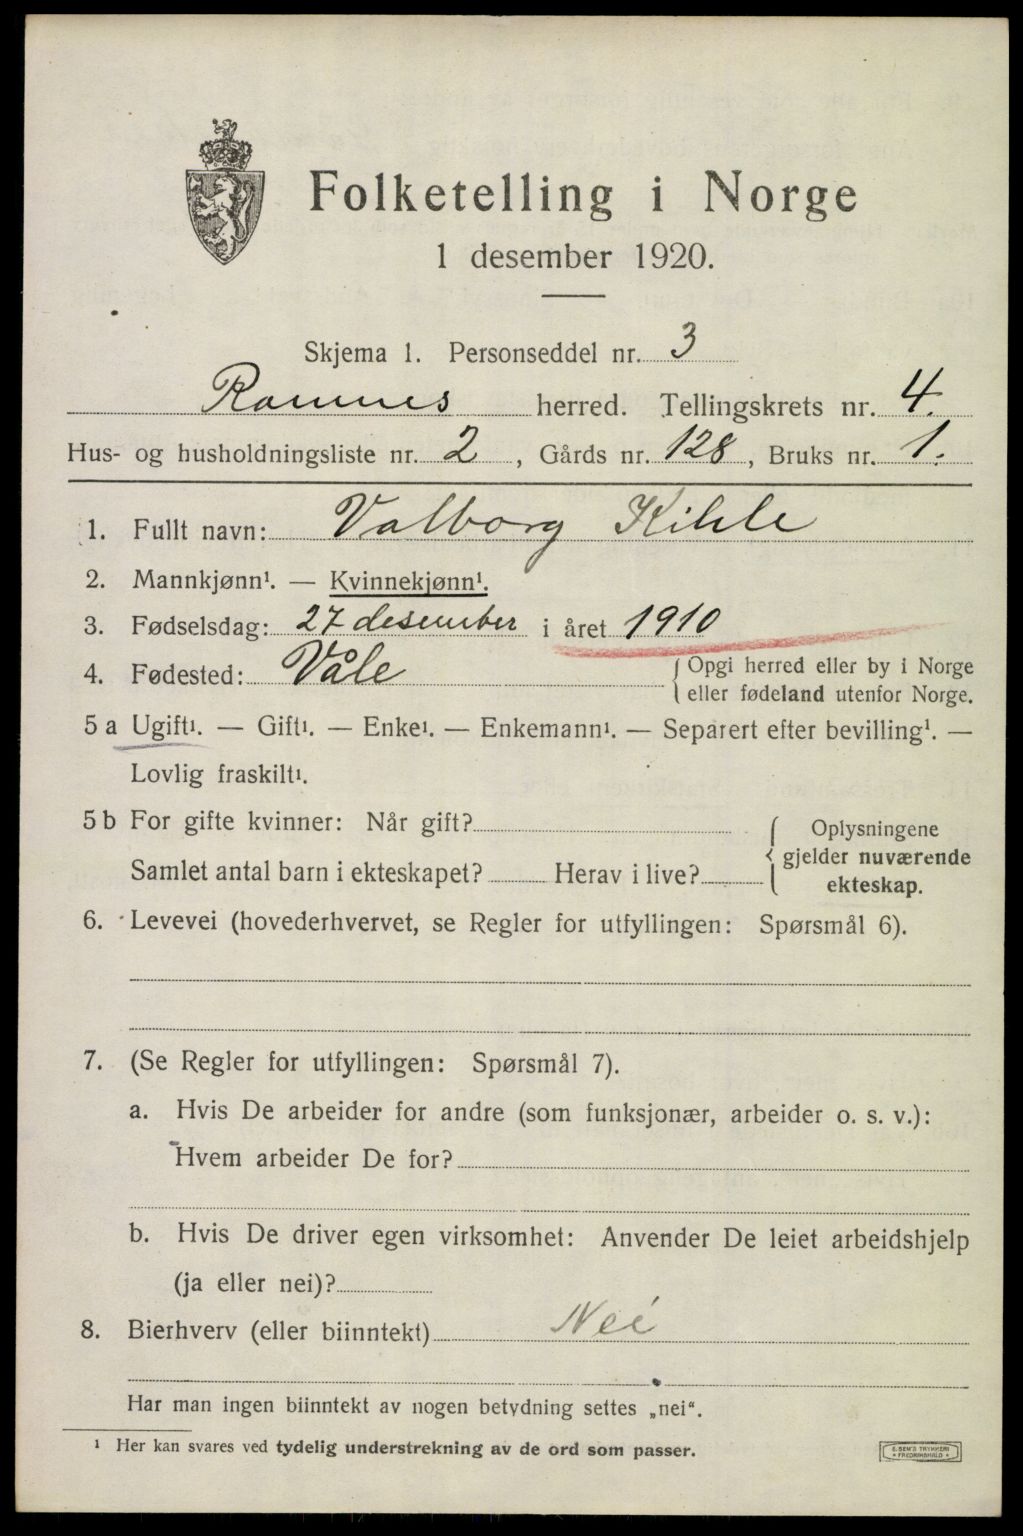 Folketelling i Norge
1 desember 1920.
Skjema 1. Personseddel nr. 3
Ramnes herred. Tellingskrets nr. 4.
Hus- og husholdningsliste nr. 2, Gårds nr. 128, Bruks nr. 1.
1. Fullt navn: Valborg Kihle
2. Mannkjønn¹. — Kvinnekjønn¹.
3. Fødselsdag: 27 desember i året 1910
4. Fødested: Våle { Opgi herred eller by i Norge
eller fødeland utenfor Norge.
5 a Ugift¹. — Gift¹. — Enke¹. — Enkemann¹. — Separert efter bevilling¹. —
Lovlig fraskilt¹.
5 b For gifte kvinner: Når gift?
Samlet antal barn i ekteskapet? Herav i live?
{ Oplysningene
gjelder nuværende
ekteskap.
6. Levevei (hovederhvervet, se Regler for utfyllingen: Spørsmål 6).
7. (Se Regler for utfyllingen: Spørsmål 7).
a. Hvis De arbeider for andre (som funksjonær, arbeider o. s. v.):
Hvem arbeider De for?
b. Hvis De driver egen virksomhet: Anvender De leiet arbeidshjelp
(ja eller nei)?
8. Bierhverv (eller biinntekt) Nei
Har man ingen biinntekt av nogen betydning settes „nei“.
¹ Her kan svares ved tydelig understrekning av de ord som passer.
E. SEM'S TRYKKERI
• FREDRIKSHALD •